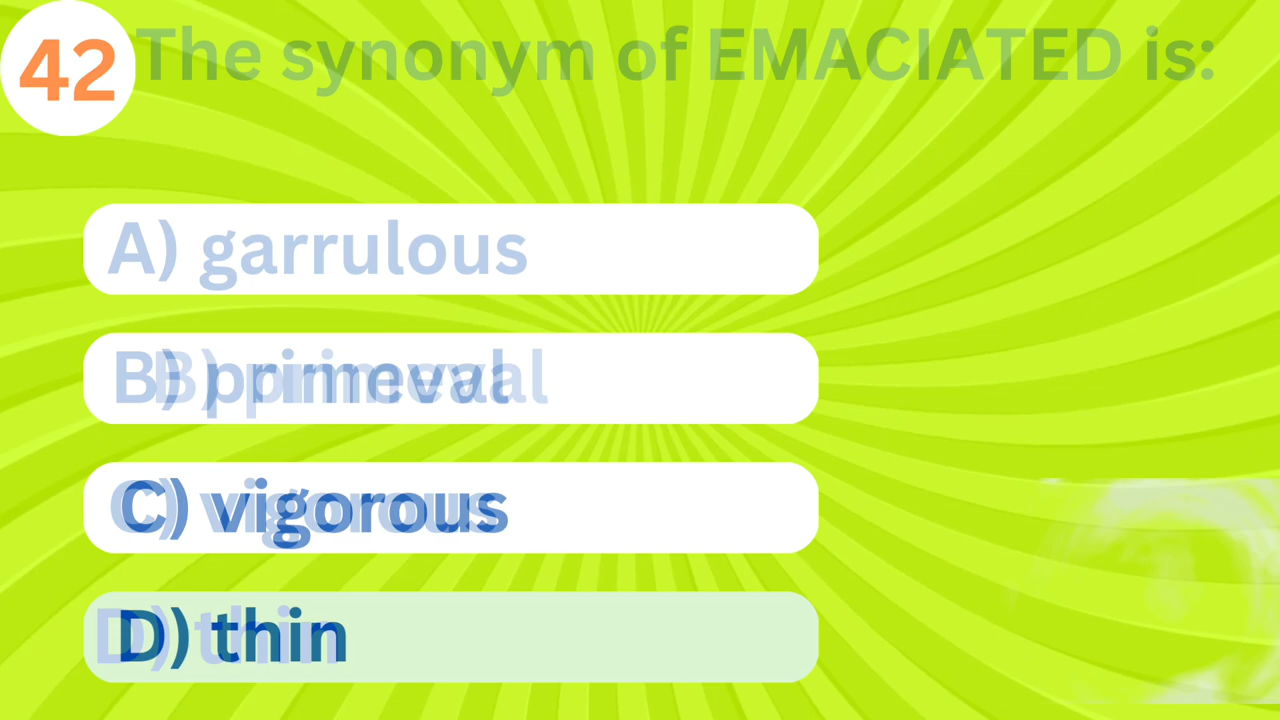 42
The synonym of EMACIATED is:
A) garrulous
B) primeval
C) vigorous
D) thin